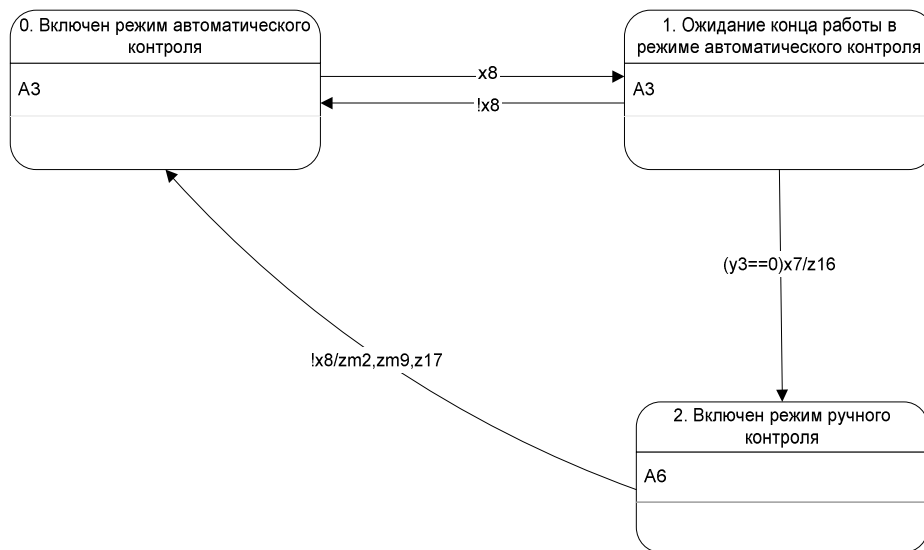 0. Включен режим автоматического
контроля
A3
1. Ожидание конца работы в
режиме автоматического контроля
A3
x8
!x8
(y3==0)x7/z16
!x8/zm2,zm9,z17
2. Включен режим ручного
контроля
A6